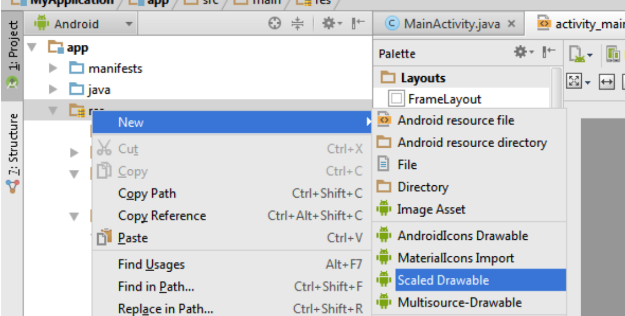 MyApplication app src main res
Android
MainActivity.java
activity_main
1: Project
7: Structure
app
manifests
java
res
Palette
Layouts
FrameLayout
New
Cut Ctrl+X
Copy Ctrl+C
Copy Path Ctrl+Shift+C
Copy Reference Ctrl+Alt+Shift+C
Paste Ctrl+V
Find Usages Alt+F7
Find in Path... Ctrl+Shift+F
Replace in Path... Ctrl+Shift+R
Android resource file
Android resource directory
File
Directory
Image Asset
AndroidIcons Drawable
MaterialIcons Import
Scaled Drawable
Multisource-Drawable